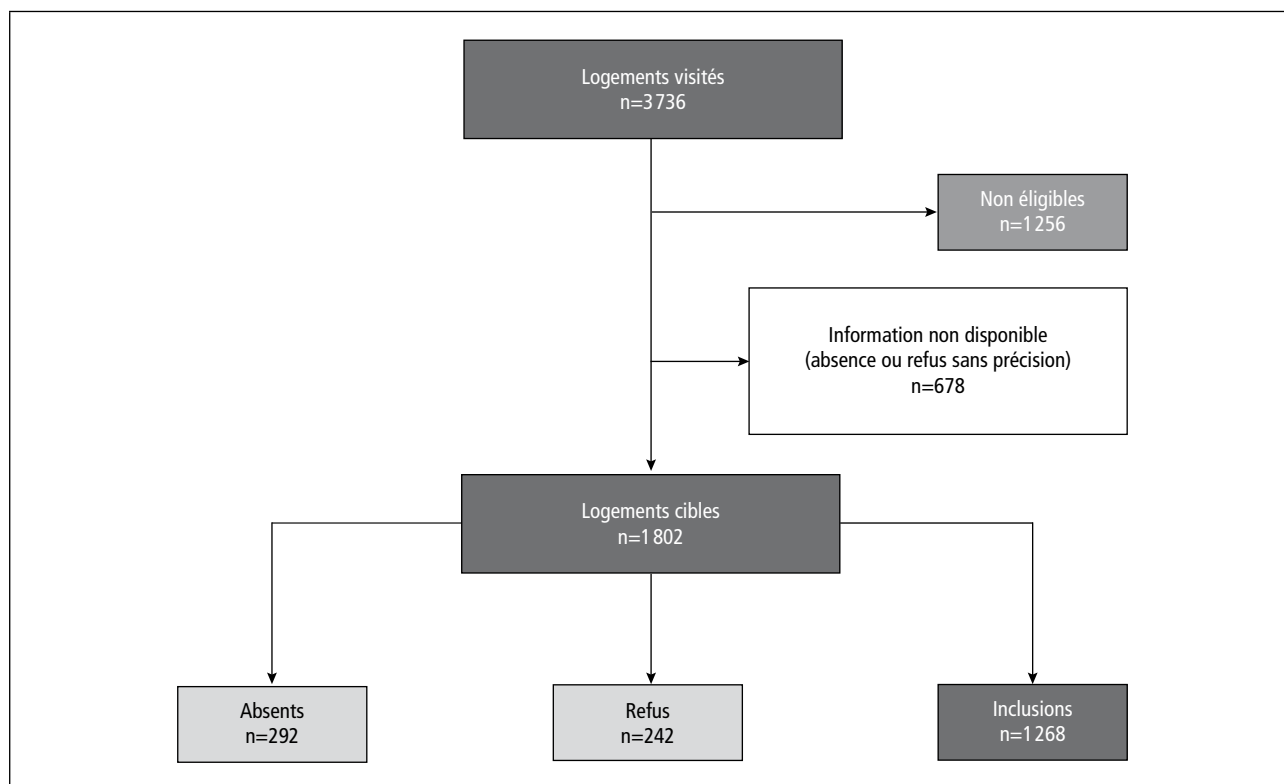 Logements visités
n=3 736
Non éligibles
n=1 256
Information non disponible
(absence ou refus sans précision)
n=678
Logements cibles
n=1 802
Absents
n=292
Refus
n=242
Inclusions
n=1 268